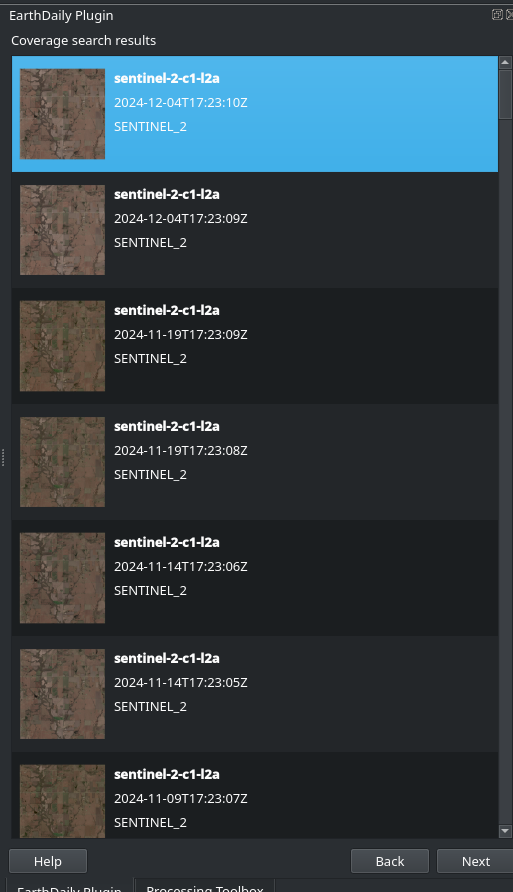 EarthDaily Plugin
Coverage search results
sentinel-2-c1-l2a
2024-12-04T17:23:10Z
SENTINEL_2
sentinel-2-c1-l2a
2024-12-04T17:23:09Z
SENTINEL_2
sentinel-2-c1-l2a
2024-11-19T17:23:09Z
SENTINEL_2
sentinel-2-c1-l2a
2024-11-19T17:23:08Z
SENTINEL_2
sentinel-2-c1-l2a
2024-11-14T17:23:06Z
SENTINEL_2
sentinel-2-c1-l2a
2024-11-14T17:23:05Z
SENTINEL_2
sentinel-2-c1-l2a
2024-11-09T17:23:07Z
SENTINEL_2
Help Back Next
EarthDaily Plugin Processing Toolbox